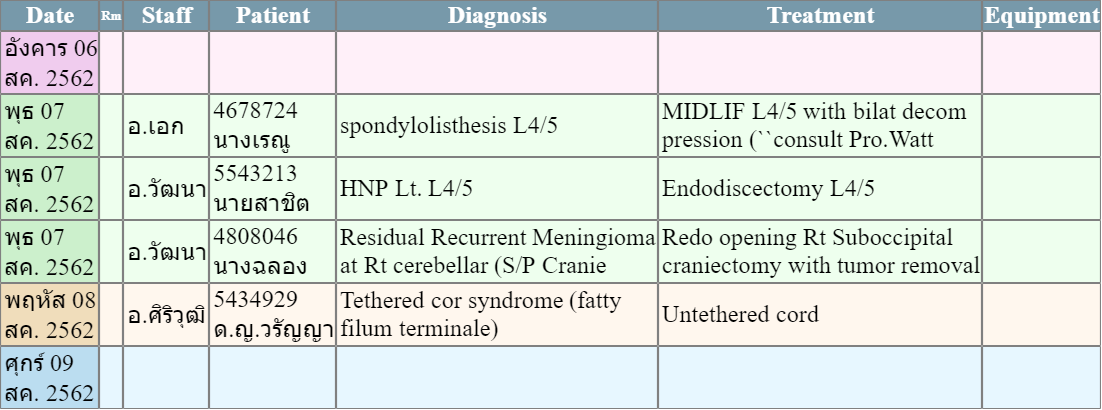 Date Rm Staff Patient Diagnosis Treatment Equipment
อังคาร 06
สค. 2562
พุธ 07
สค. 2562
อ.เอก
4678724
นางเรณู
spondylolisthesis L4/5
MIDLIF L4/5 with bilat decom
pression (``consult Pro.Watt
พุธ 07
สค. 2562
อ.วัฒนา
5543213
นายสาชิต
HNP Lt. L4/5
Endodiscectomy L4/5
พุธ 07
สค. 2562
อ.วัฒนา
4808046
นางฉลอง
Residual Recurrent Meningioma
at Rt cerebellar (S/P Cranie
Redo opening Rt Suboccipital
craniectomy with tumor removal
พฤหัส 08
สค. 2562
อ.ศิริวุฒิ
5434929
ด.ญ.วรัญญา
Tethered cor syndrome (fatty
filum terminale)
Untethered cord
ศุกร์ 09
สค. 2562